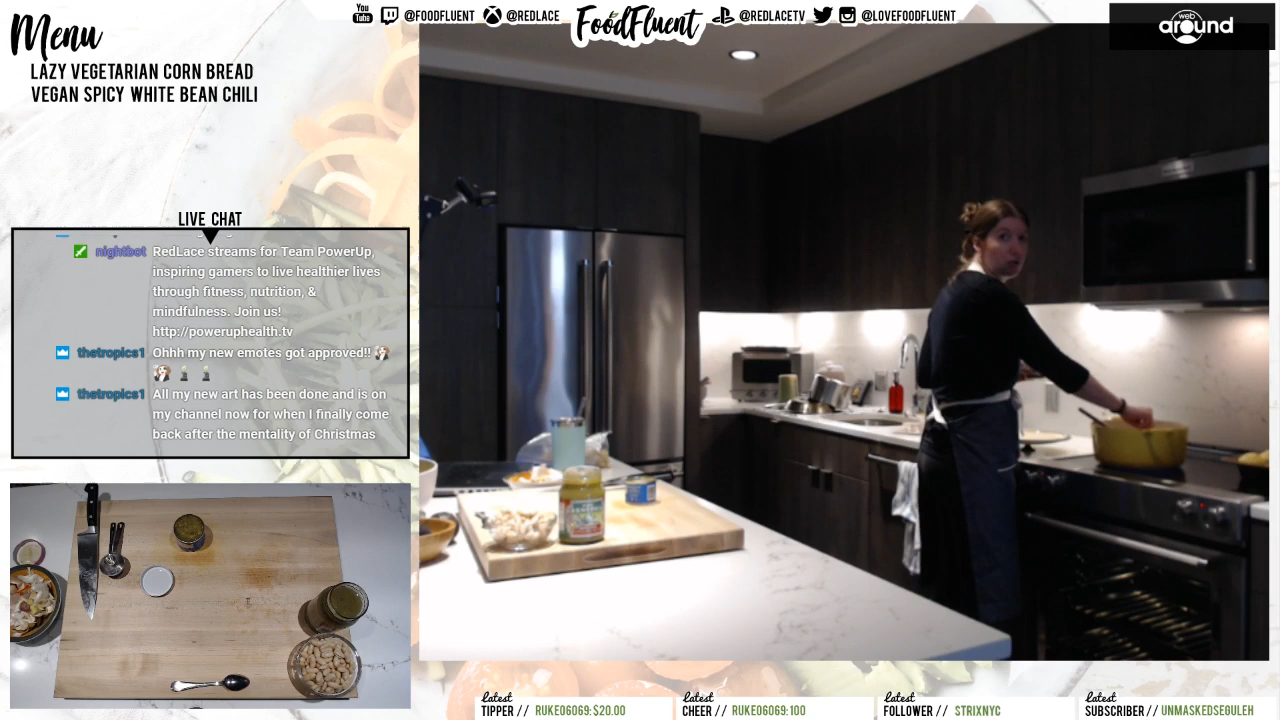 You
Tube
@FOODFLUENT
@REDLACE
FoodFluent
@REDLACETV
@LOVEFOODFLUENT
web
around
Menu
LAZY VEGETARIAN CORN BREAD
VEGAN SPICY WHITE BEAN CHILI
LIVE CHAT
nightbot RedLace streams for Team PowerUp,
inspiring gamers to live healthier lives
through fitness, nutrition, &
mindfulness. Join us!
http://poweruphealth.tv
thetropics1 Ohhh my new emotes got approved!!
thetropics1 All my new art has been done and is on
my channel now for when I finally come
back after the mentality of Christmas
latest
TIPPER // RUKE06069: $20.00
latest
CHEER // RUKE06069: 100
latest
FOLLOWER // STRIXNYC
latest
SUBSCRIBER // UNMASKEDSEGULEH